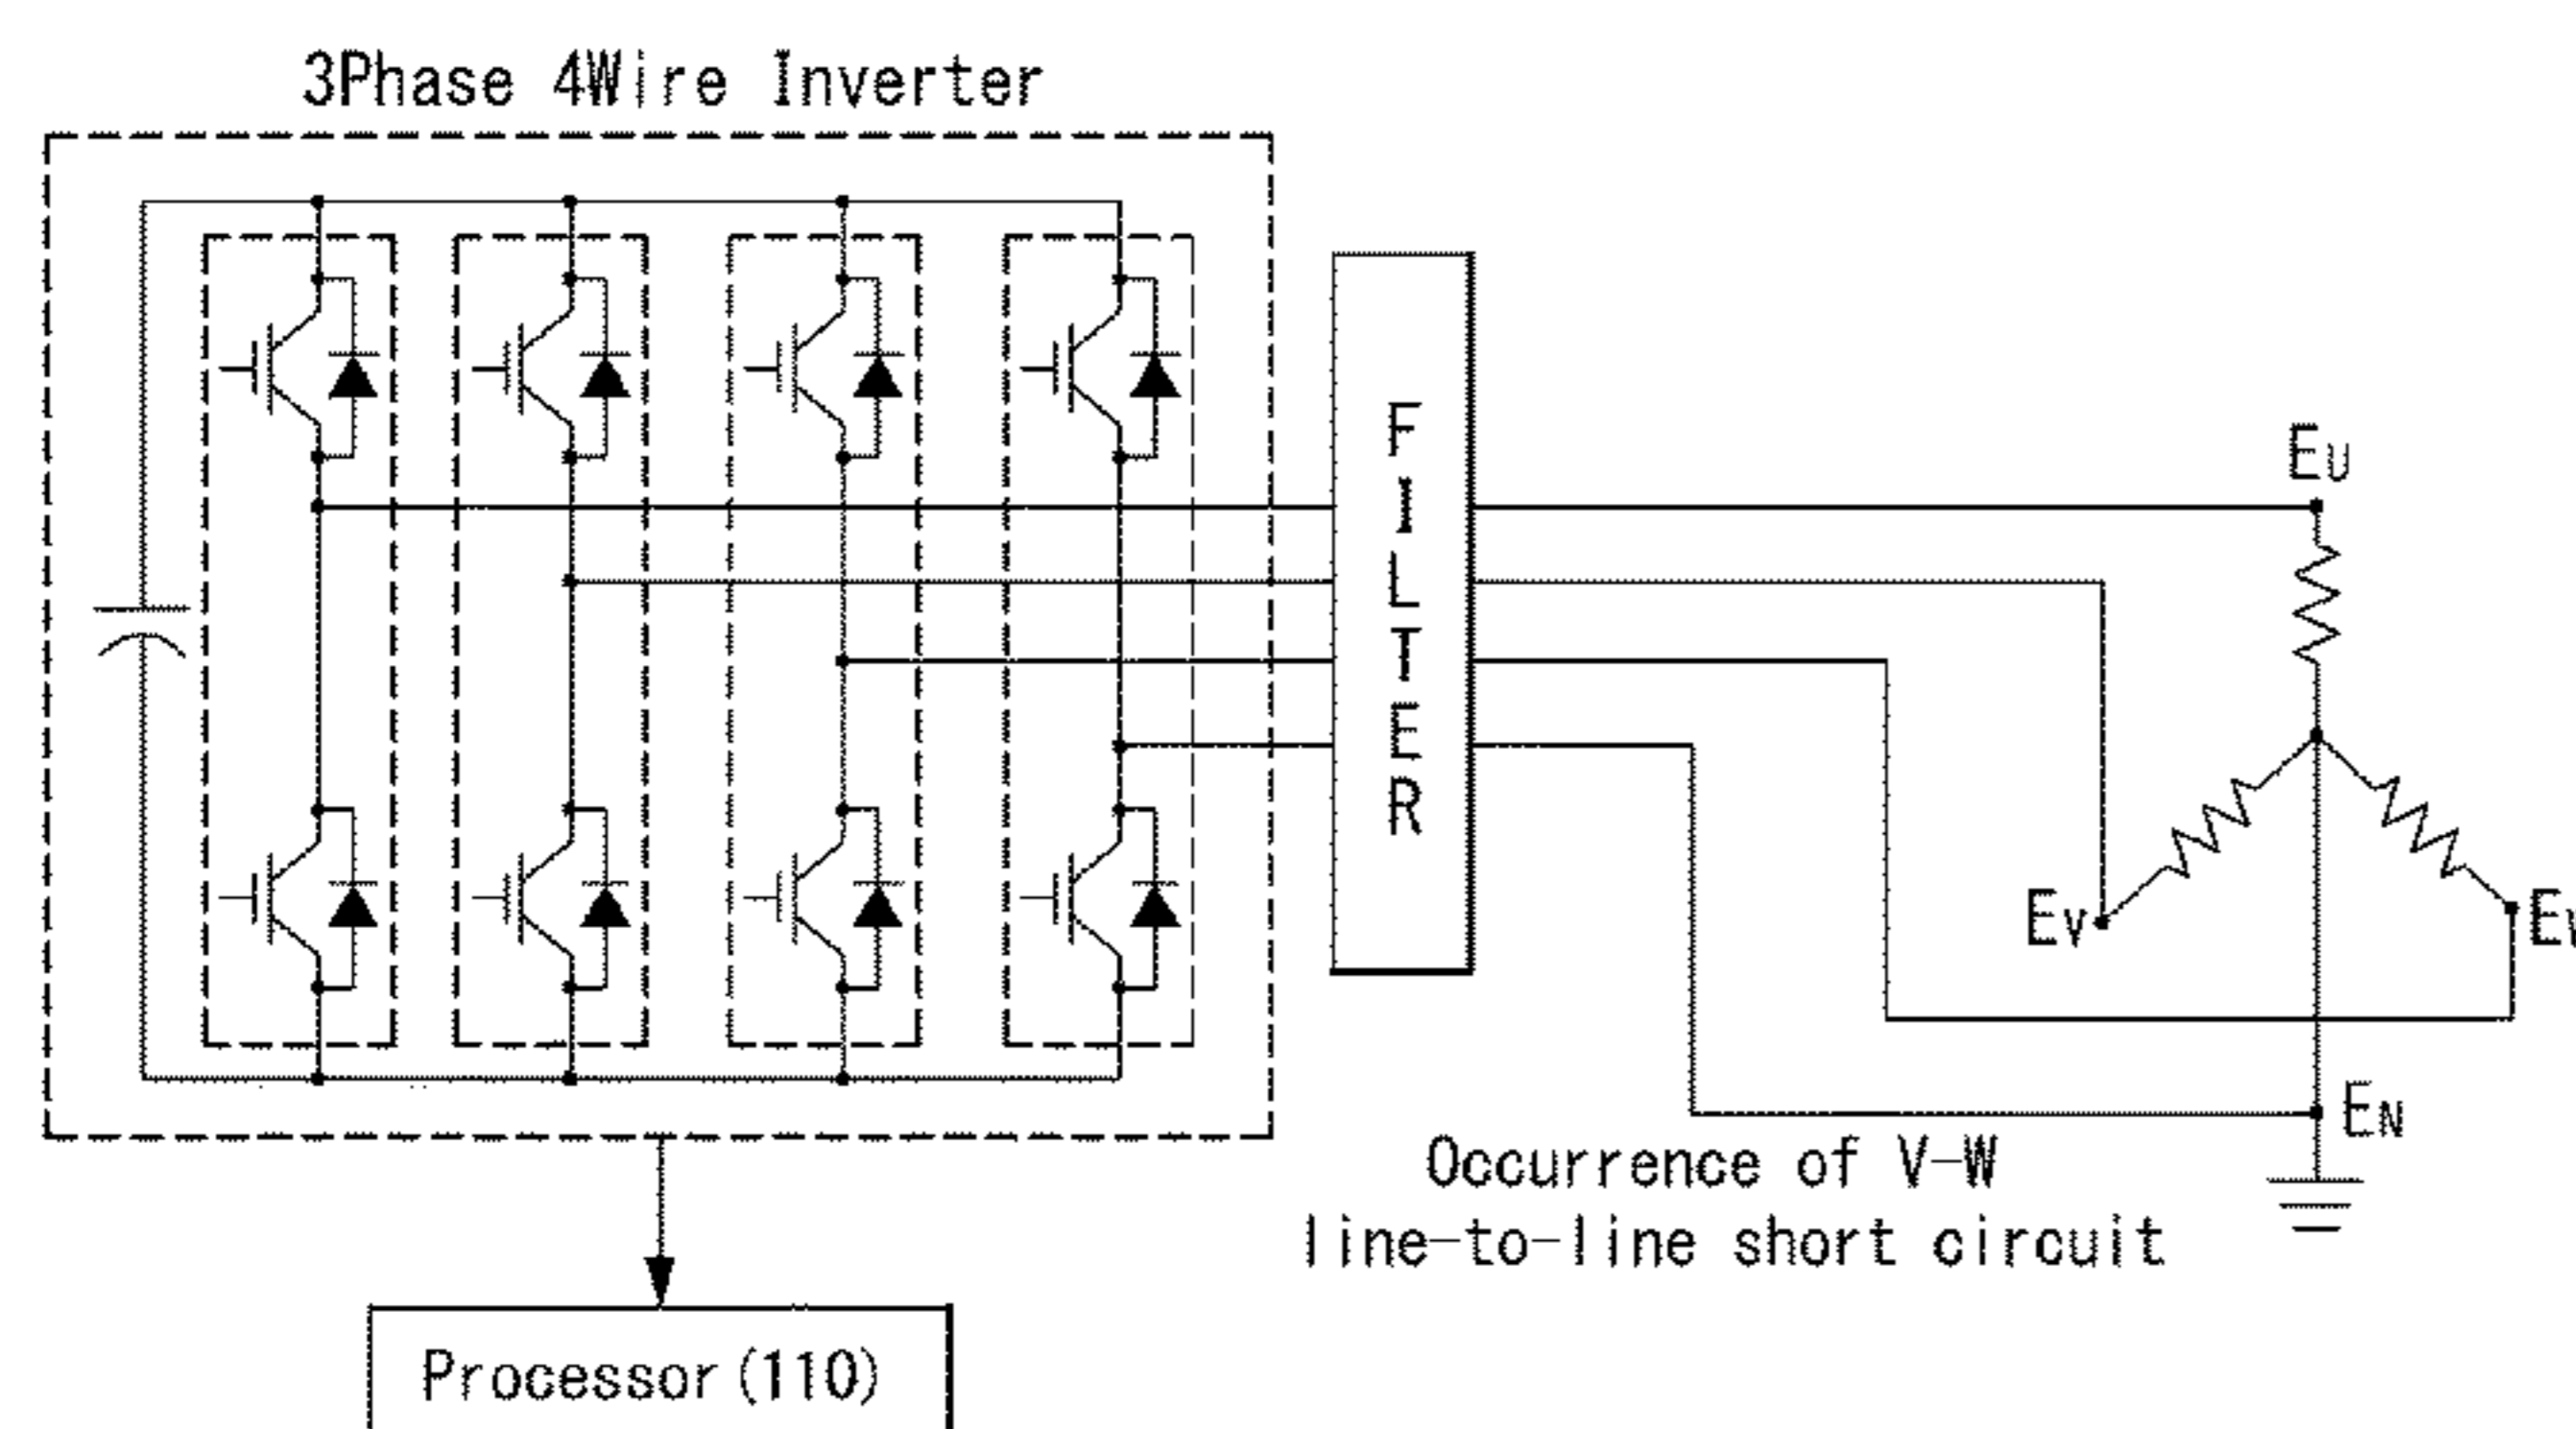 3Phase 4Wire Inverter
FILTER
EU
EV
EN
Occurrence of V-W
line-to-line short circuit
Processor(110)